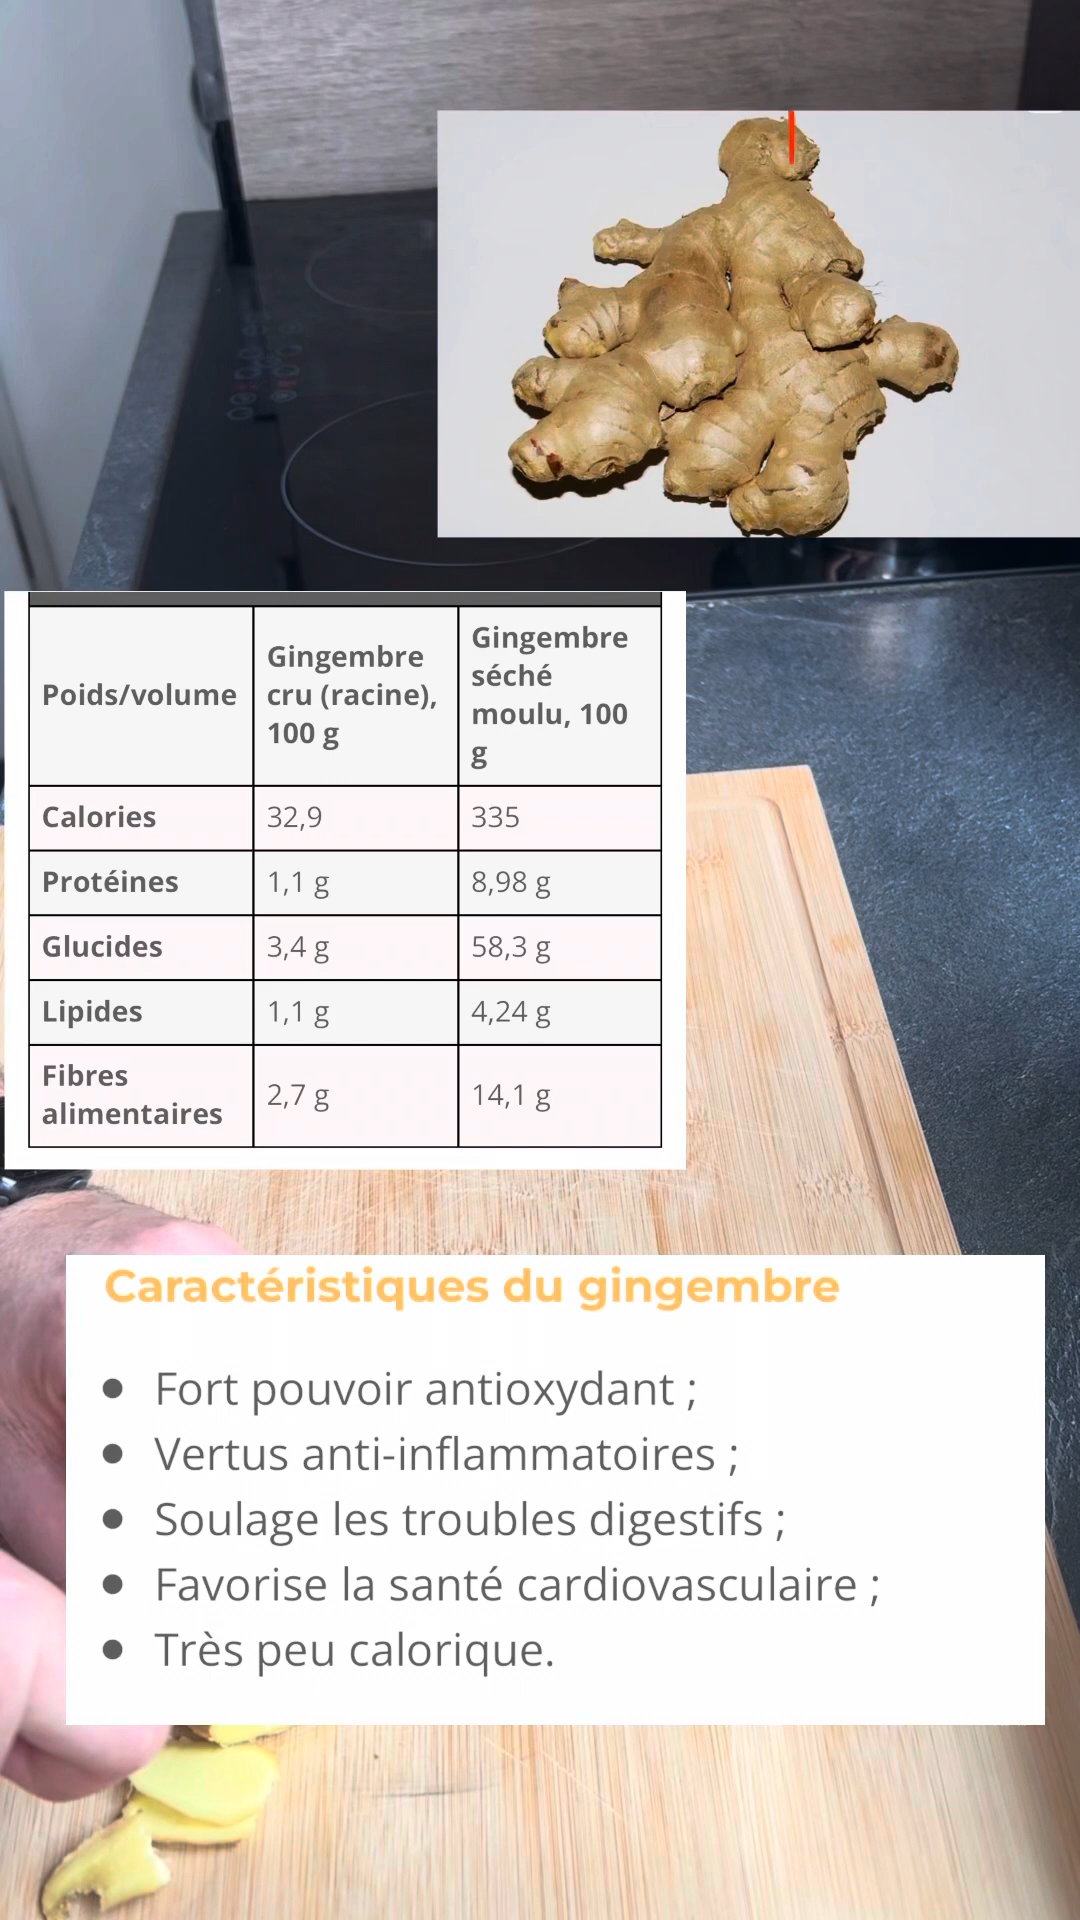 Poids/volume
Gingembre
cru (racine),
100 g
Gingembre
séché
moulu, 100
g
Calories 32,9 335
Protéines 1,1 g 8,98 g
Glucides 3,4 g 58,3 g
Lipides 1,1 g 4,24 g
Fibres
alimentaires
2,7 g 14,1 g
Caractéristiques du gingembre
• Fort pouvoir antioxydant ;
• Vertus anti-inflammatoires ;
• Soulage les troubles digestifs ;
• Favorise la santé cardiovasculaire ;
• Très peu calorique.